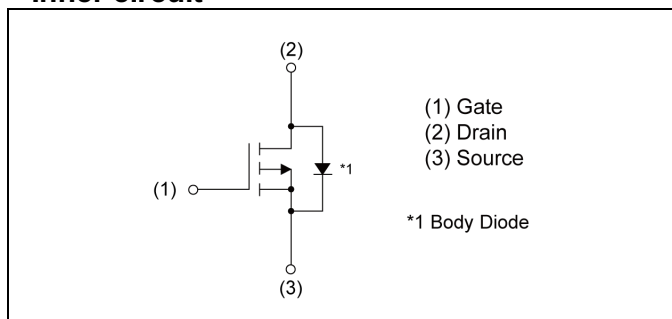 Inner circuit
(2)
(1)
*1
(3)
(1) Gate
(2) Drain
(3) Source
*1 Body Diode